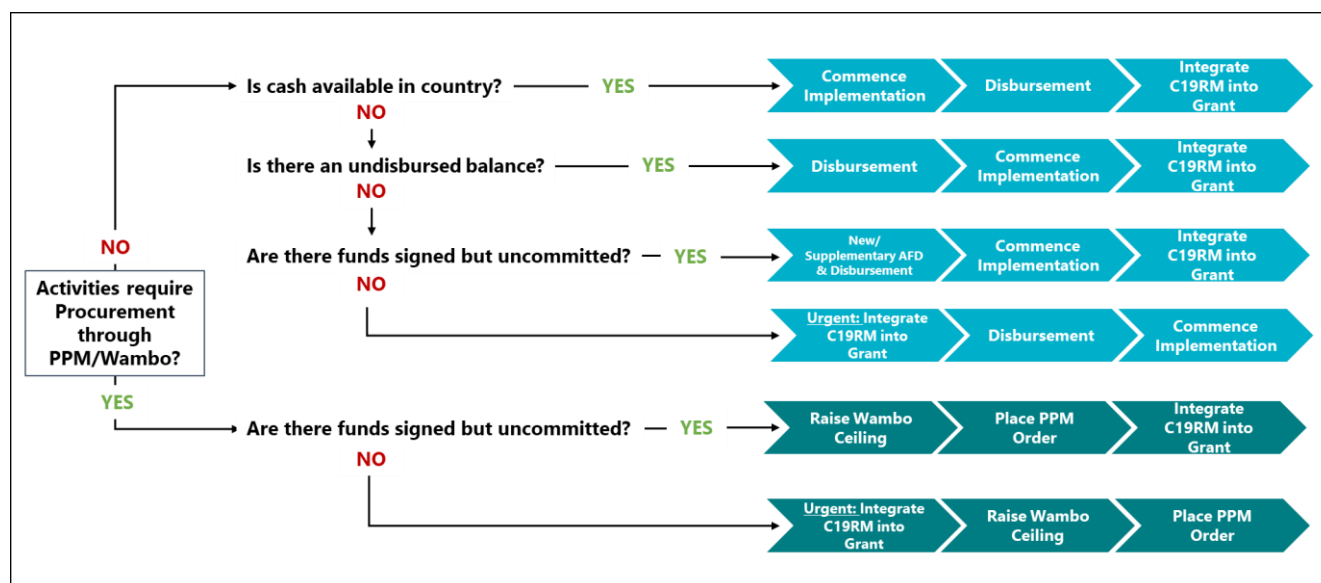 Is cash available in country?
YES
Commence
Implementation
Disbursement
Integrate
C19RM into
Grant
NO
Is there an undisbursed balance?
YES
Disbursement
Commence
Implementation
Integrate
C19RM into
Grant
NO
NO
Are there funds signed but uncommitted?
YES
New/
Supplementary AFD
& Disbursement
Commence
Implementation
Integrate
C19RM into
Grant
NO
Activities require
Procurement
through
PPM/Wambo?
Urgent: Integrate
C19RM into
Grant
Disbursement
Commence
Implementation
YES
Are there funds signed but uncommitted?
YES
Raise Wambo
Ceiling
Place PPM
Order
Integrate
C19RM into
Grant
NO
Urgent: Integrate
C19RM into
Grant
Raise Wambo
Ceiling
Place PPM
Order